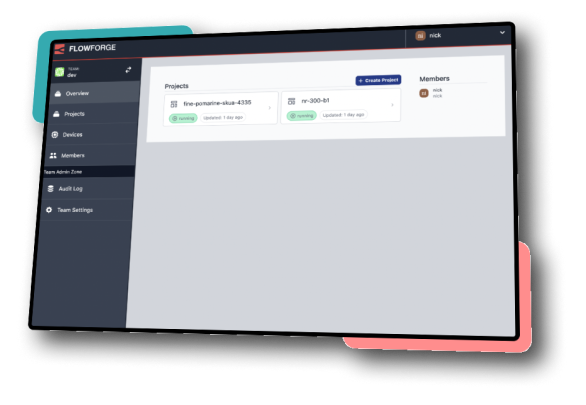 FLOWFORGE
nick
TEAM:
dev
Overview
Projects
Devices
Members
Team Admin Zone
Audit Log
Team Settings
Projects
+ Create Project
fine-pomatine-skua-4335
running
Updated: 1 day ago
nr-300-b1
running
Updated: 1 day ago
Members
nick
nick